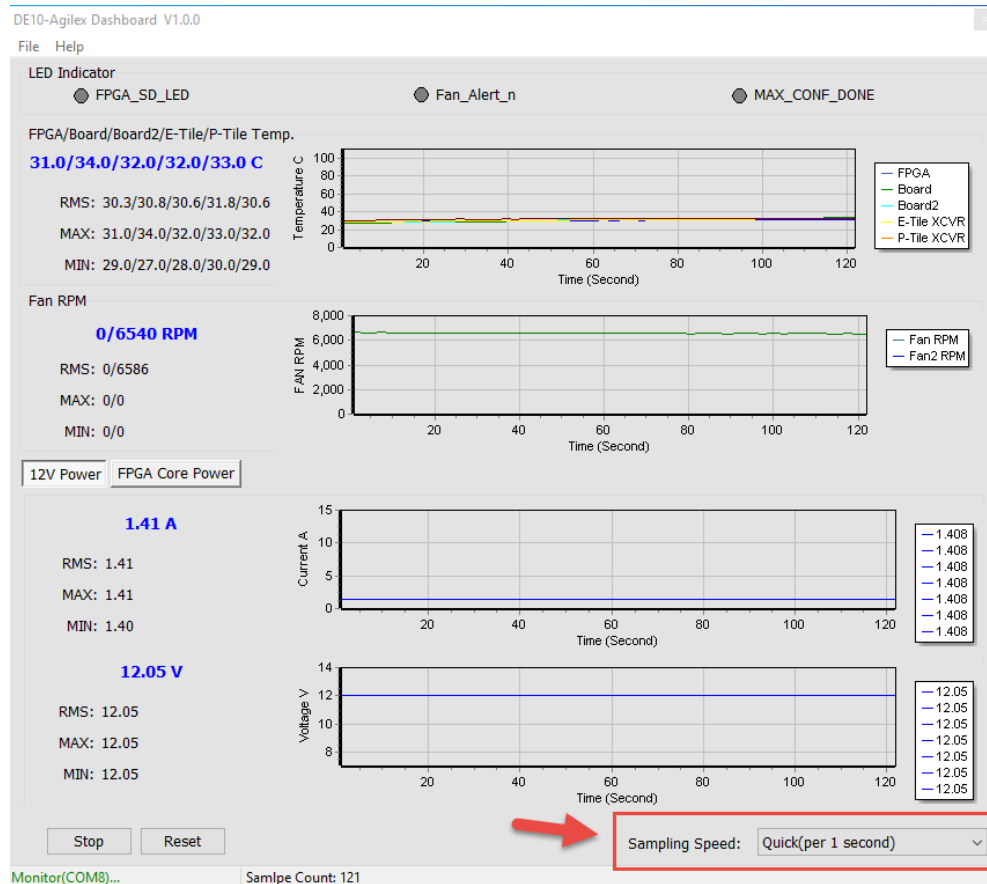 DE10-Agilex Dashboard V1.0.0
File Help
LED Indicator
FPGA_SD_LED Fan_Alert_n MAX_CONF_DONE
FPGA/Board/Board2/E-Tile/P-Tile Temp.
31.0/34.0/32.0/32.0/33.0 C
RMS: 30.3/30.8/30.6/31.8/30.6
MAX: 31.0/34.0/32.0/33.0/32.0
MIN: 29.0/27.0/28.0/30.0/29.0
Temperature C
100
80
60
40
20
0
20 40 60 80 100 120
Time (Second)
FPGA
Board
Board2
E-Tile XCVR
P-Tile XCVR
Fan RPM
0/6540 RPM
RMS: 0/6586
MAX: 0/0
MIN: 0/0
FAN RPM
8,000
6,000
4,000
2,000
0
20 40 60 80 100 120
Time (Second)
Fan RPM
Fan2 RPM
12V Power FPGA Core Power
1.41 A
RMS: 1.41
MAX: 1.41
MIN: 1.40
Current A
15
10
5
0
20 40 60 80 100 120
Time (Second)
1.408
1.408
1.408
1.408
1.408
1.408
1.408
12.05 V
RMS: 12.05
MAX: 12.05
MIN: 12.05
Voltage V
14
12
10
8
20 40 60 80 100 120
Time (Second)
12.05
12.05
12.05
12.05
12.05
12.05
12.05
Stop Reset Sampling Speed: Quick(per 1 second)
Monitor(COM8)... Samlpe Count: 121